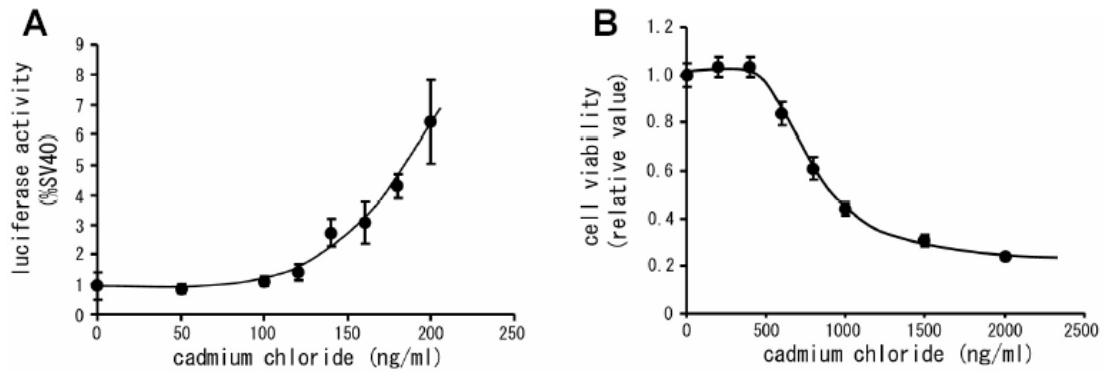 A
luciferase activity
(%SV40)
9
8
7
6
5
4
3
2
1
0
0 50 100 150 200 250
cadmium chloride (ng/ml)
B
cell viability
(relative value)
1.2
1.0
0.8
0.6
0.4
0.2
0
0 500 1000 1500 2000 2500
cadmium chloride (ng/ml)